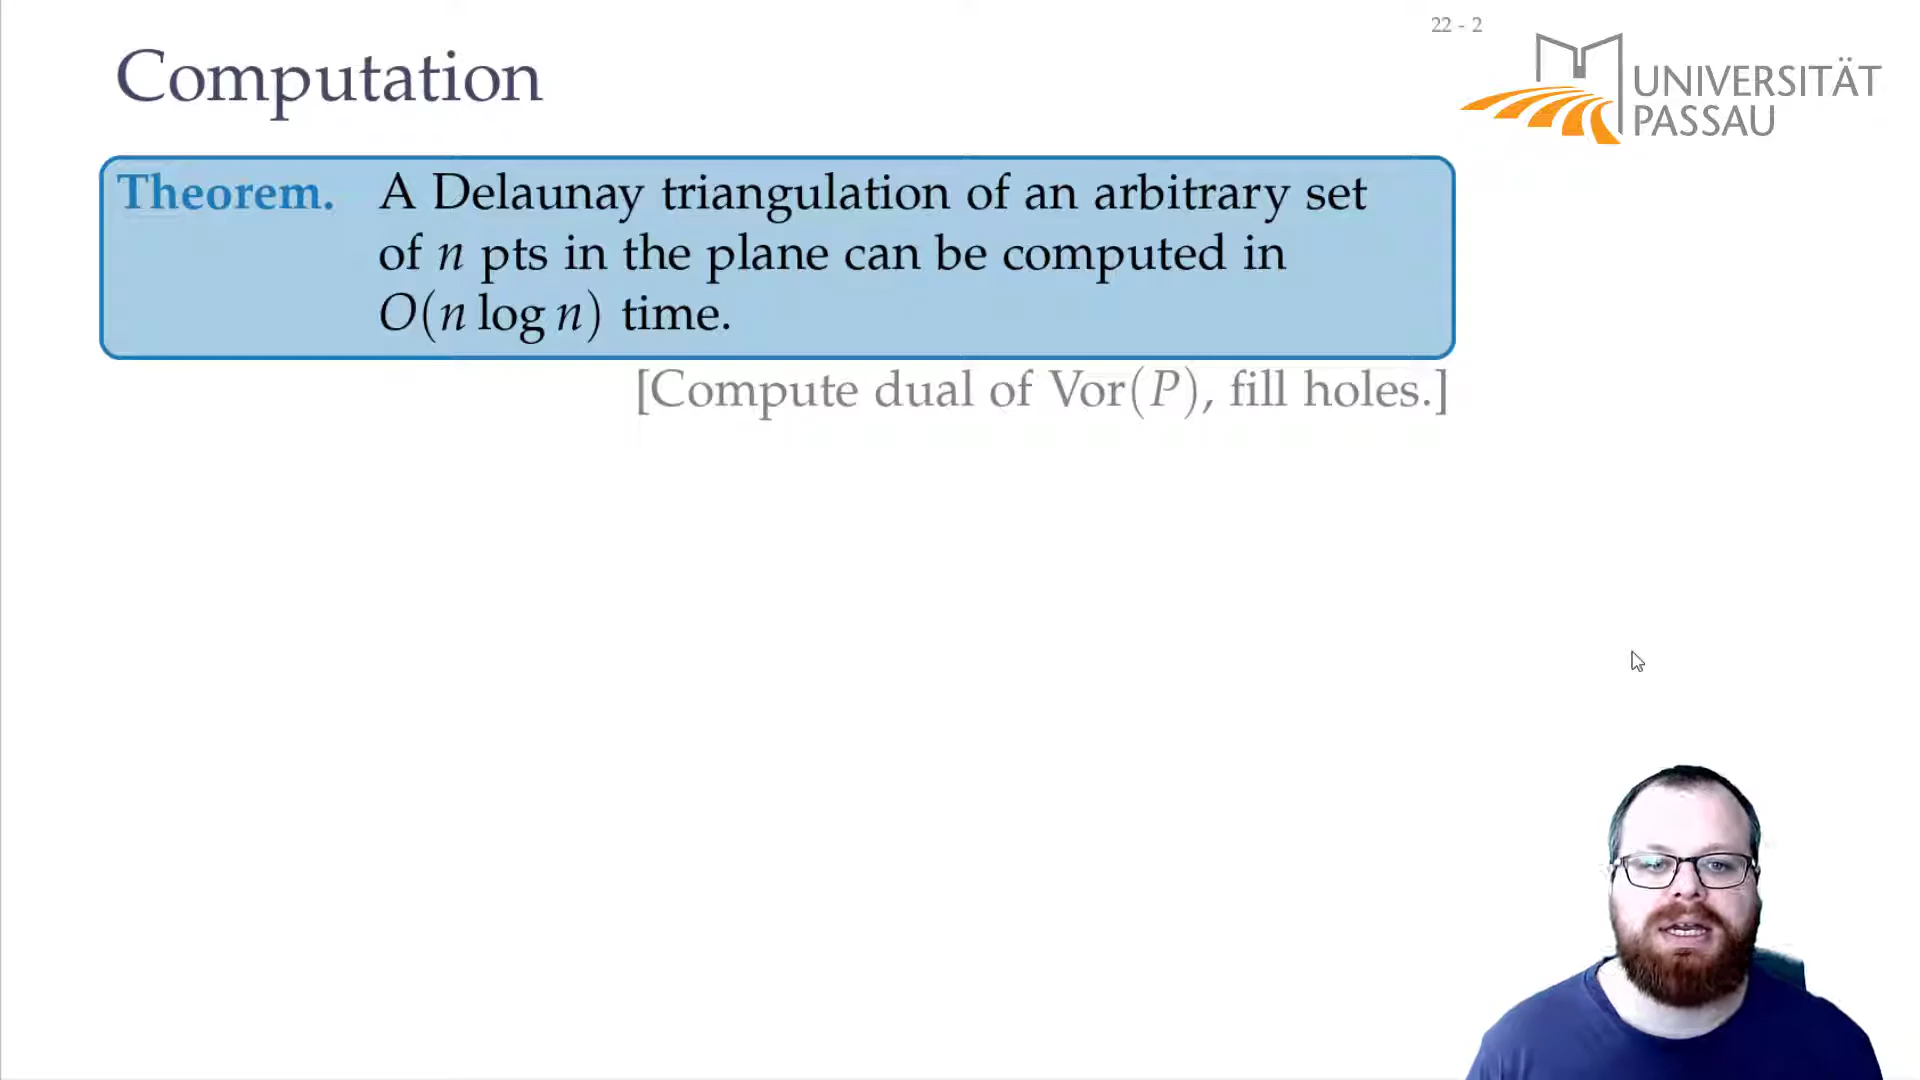 22 - 2
Computation
UNIVERSITÄT
PASSAU
Theorem. A Delaunay triangulation of an arbitrary set
of n pts in the plane can be computed in
O(n log n) time.
[Compute dual of Vor(P), fill holes.]